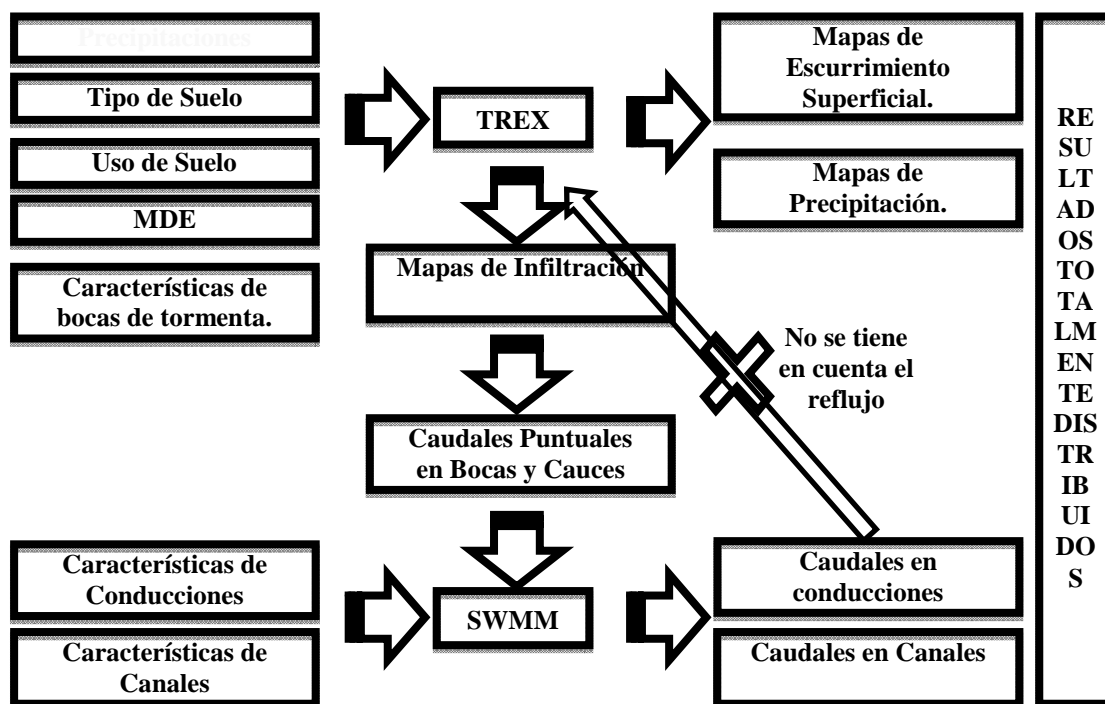 Precipitaciones
Tipo de Suelo
Uso de Suelo
MDE
Características de
bocas de tormenta.
TREX
Mapas de
Escurrimiento
Superficial.
Mapas de
Precipitación.
Mapas de Infiltración
No se tiene
en cuenta el
reflujo
Caudales Puntuales
en Bocas y Cauces
Características de
Conducciones
Características de
Canales
SWMM
Caudales en
conducciones
Caudales en Canales
RE
SU
LT
AD
OS
TO
TA
LM
EN
TE
DIS
TR
IB
UI
DO
S